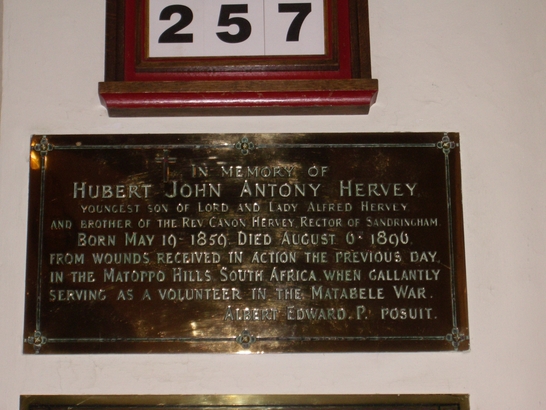 257
IN MEMORY OF
HUBERT JOHN ANTONY HERVEY
YOUNGEST SON OF LORD AND LADY ALFRED HERVEY,
AND BROTHER OF THE REV. CANON HERVEY, RECTOR OF SANDRINGHAM.
BORN MAY 19TH 1859. DIED AUGUST 6TH 1896.
FROM WOUNDS RECEIVED IN ACTION THE PREVIOUS DAY,
IN THE MATOPPO HILLS SOUTH AFRICA. WHEN GALLANTLY
SERVING AS A VOLUNTEER IN THE MATABELE WAR.
ALBERT EDWARD. P. POSUIT.